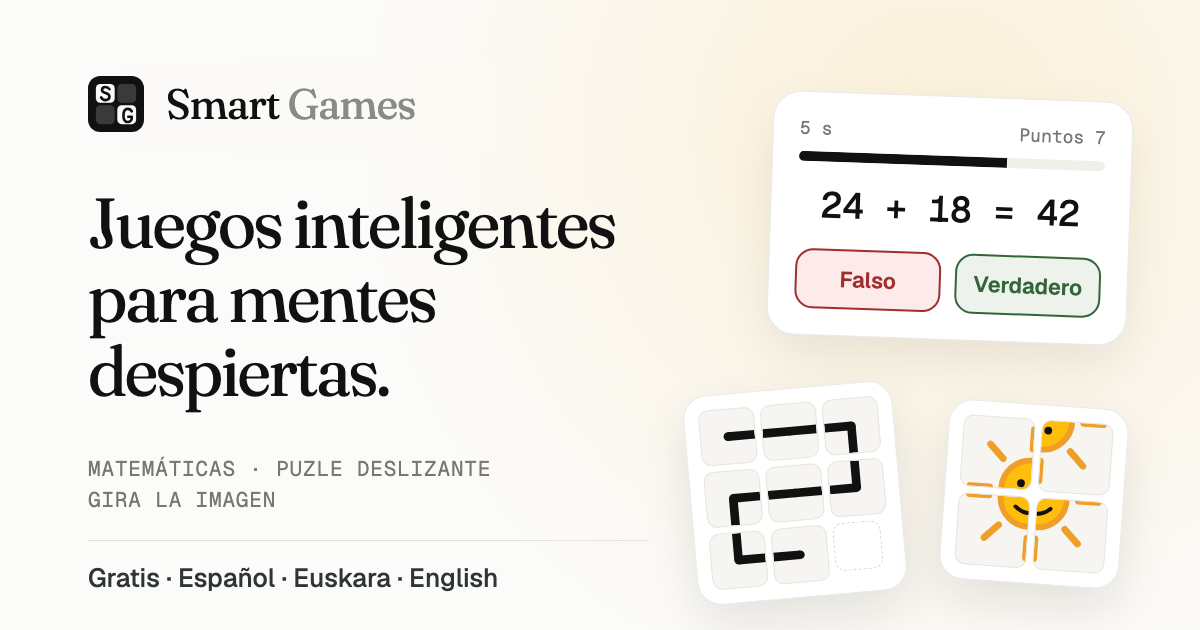 S
G
Smart Games
Juegos inteligentes
para mentes
despiertas.
MATEMÁTICAS · PUZLE DESLIZANTE
GIRA LA IMAGEN
Gratis · Español · Euskara · English
5 s
Puntos 7
24 + 18 = 42
Falso
Verdadero